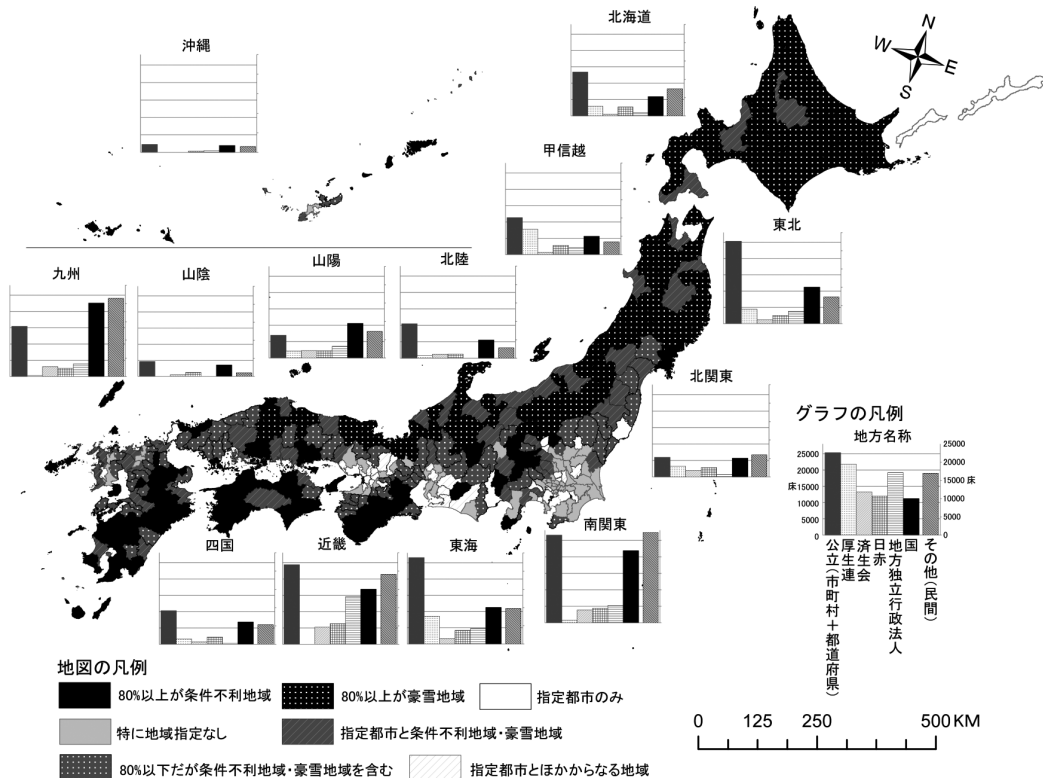 北海道
沖縄
N
W
E
S
甲信越
東北
九州
山陰
山陽
北陸
北関東
グラフの凡例
地方名称
25000
20000
床
15000
10000
5000
0
25000
20000
15000
床
10000
5000
0
公立(市町村+都道府県)
厚生連
済生会
日赤
地方独立行政法人
国
その他(民間)
四国
近畿
東海
南関東
地図の凡例
80%以上が条件不利地域
80%以上が豪雪地域
指定都市のみ
特に地域指定なし
指定都市と条件不利地域・豪雪地域
80%以下だが条件不利地域・豪雪地域を含む
指定都市とほかからなる地域
0 125 250 500 KM